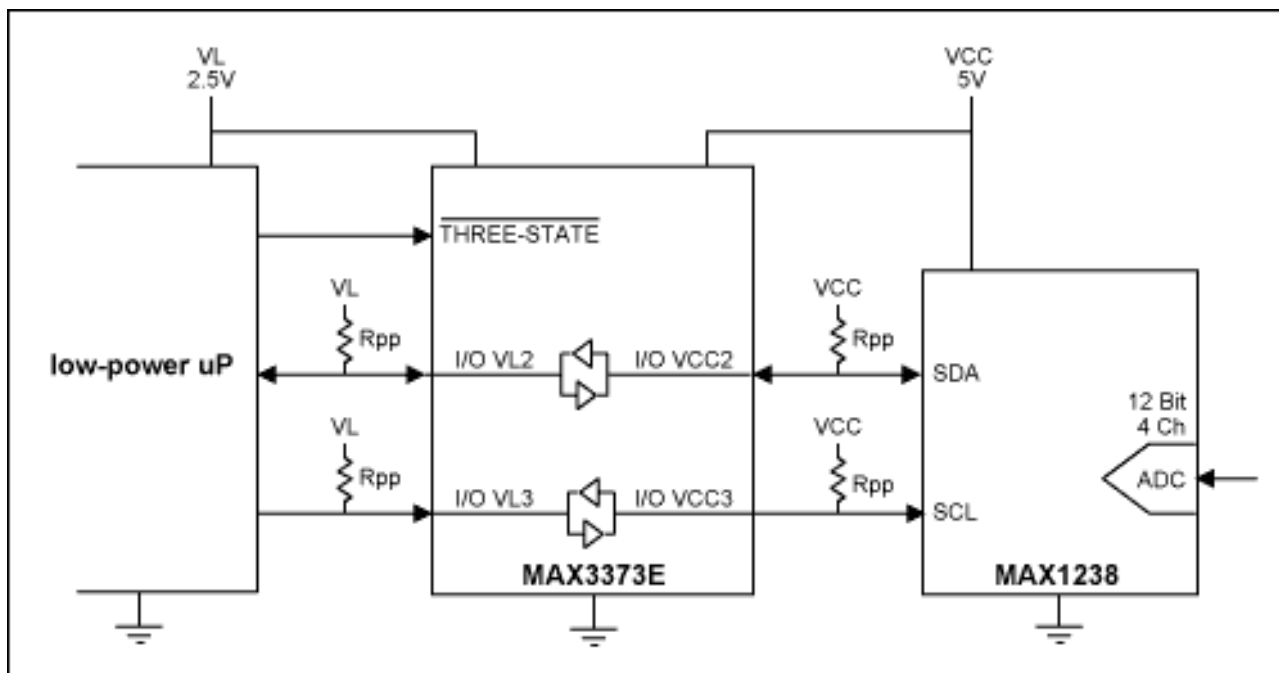 VL
2.5V
VCC
5V
THREE-STATE
VL
Rpp
VCC
Rpp
low-power uP
I/O VL2
I/O VCC2
SDA
12 Bit
4 Ch
VL
Rpp
VCC
Rpp
ADC
I/O VL3
I/O VCC3
SCL
MAX3373E
MAX1238